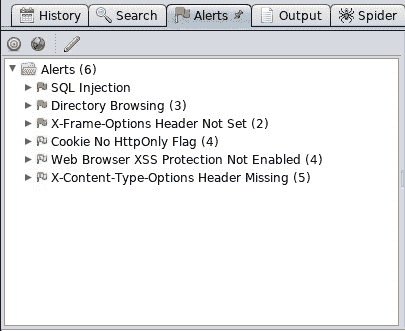 History Search Alerts Output Spider
Alerts (6)
SQL Injection
Directory Browsing (3)
X-Frame-Options Header Not Set (2)
Cookie No HttpOnly Flag (4)
Web Browser XSS Protection Not Enabled (4)
X-Content-Type-Options Header Missing (5)